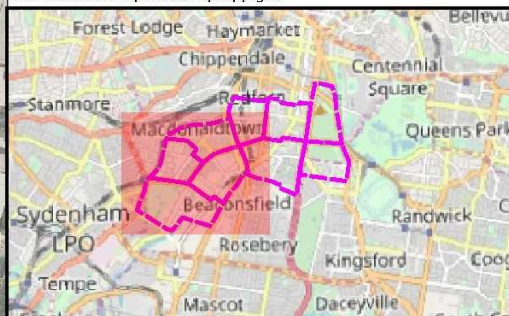 Forest Lodge
Haymarket
Bellevu
Chippendale
Centennial
Square
Stanmore
Redfern
Macdonaldtown
Queens Park
Sydenham
Beaconsfield
Randwick
LPO
Rosebery
Kingsford
Coog
Tempe
Mascot
Daceyville